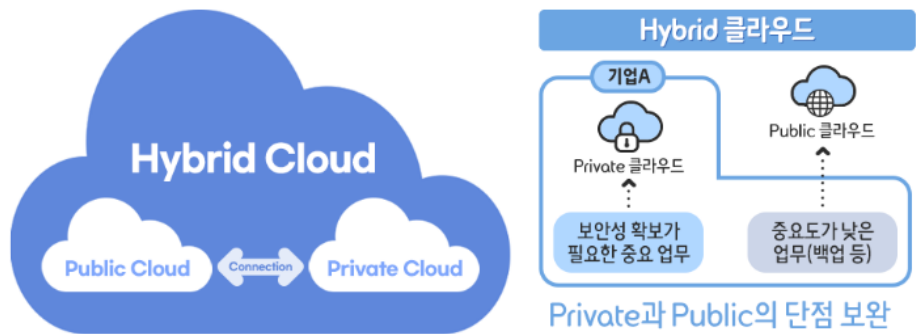 Hybrid Cloud
Public Cloud
Connection
Private Cloud
Hybrid 클라우드
기업A
Private 클라우드
Public 클라우드
보안성 확보가
필요한 중요 업무
중요도가 낮은
업무(백업 등)
Private과 Public의 단점 보완